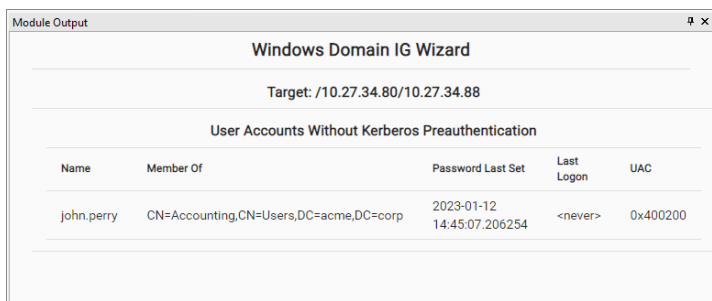 Module Output
Windows Domain IG Wizard
Target: /10.27.34.80/10.27.34.88
User Accounts Without Kerberos Preauthentication
Name Member Of Password Last Set Last Logon UAC
john.perry CN=Accounting,CN=Users,DC=acme,DC=corp 2023-01-12 14:45:07.206254 <never> 0x400200